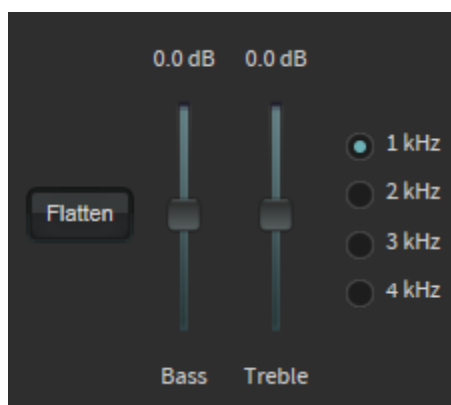 0.0 dB 0.0 dB
1 kHz
2 kHz
Flatten
3 kHz
4 kHz
Bass Treble